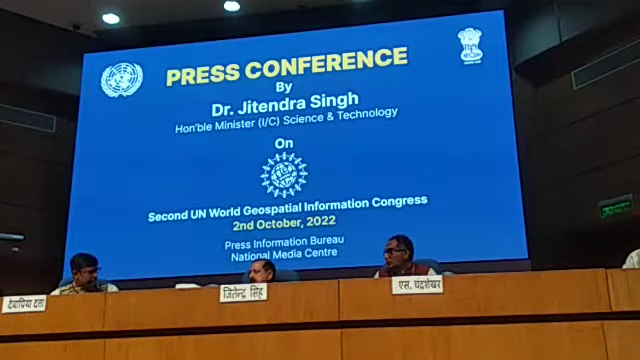 PRESS CONFERENCE
By
Dr. Jitendra Singh
Hon'ble Minister (I/C) Science & Technology
On
Second UN World Geospatial Information Congress
2nd October, 2022
Press Information Bureau
National Media Centre
देबाप्रिया दत्ता
जितेन्द्र सिंह
एस. चंद्रशेखर